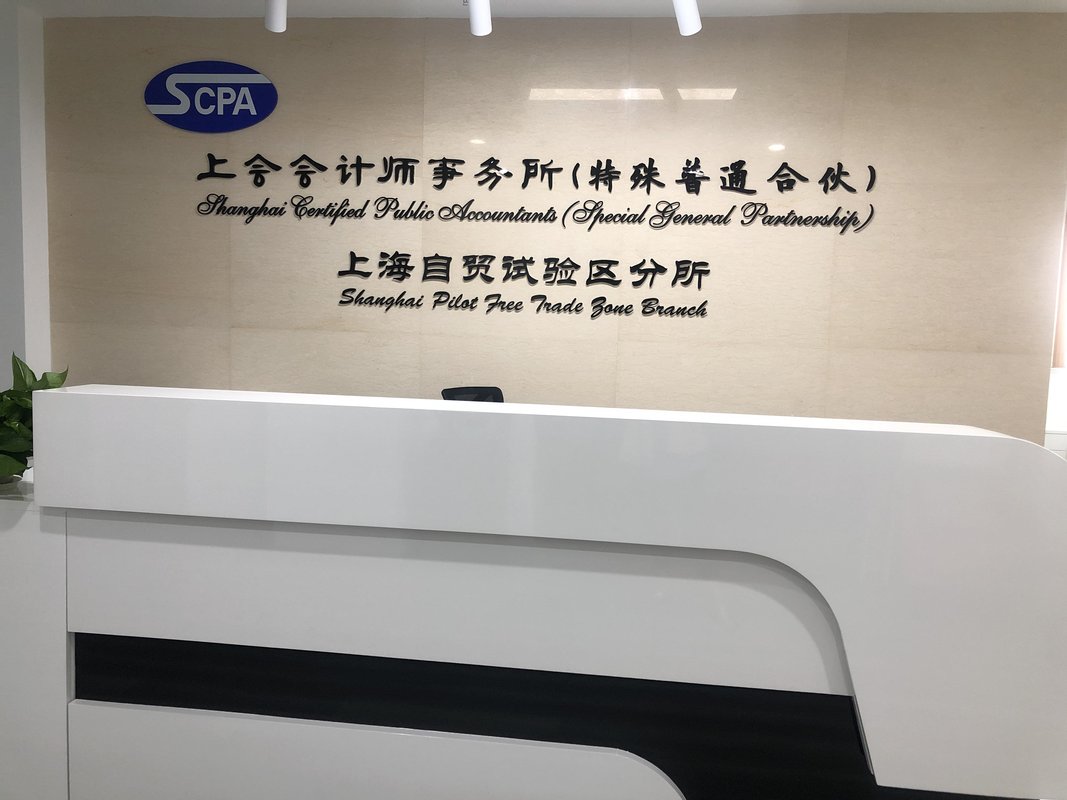 SCPA
上会会计师事务所(特殊普通合伙)
Shanghai Certified Public Accountants (Special General Partnership)
上海自贸试验区分所
Shanghai Pilot Free Trade Zone Branch